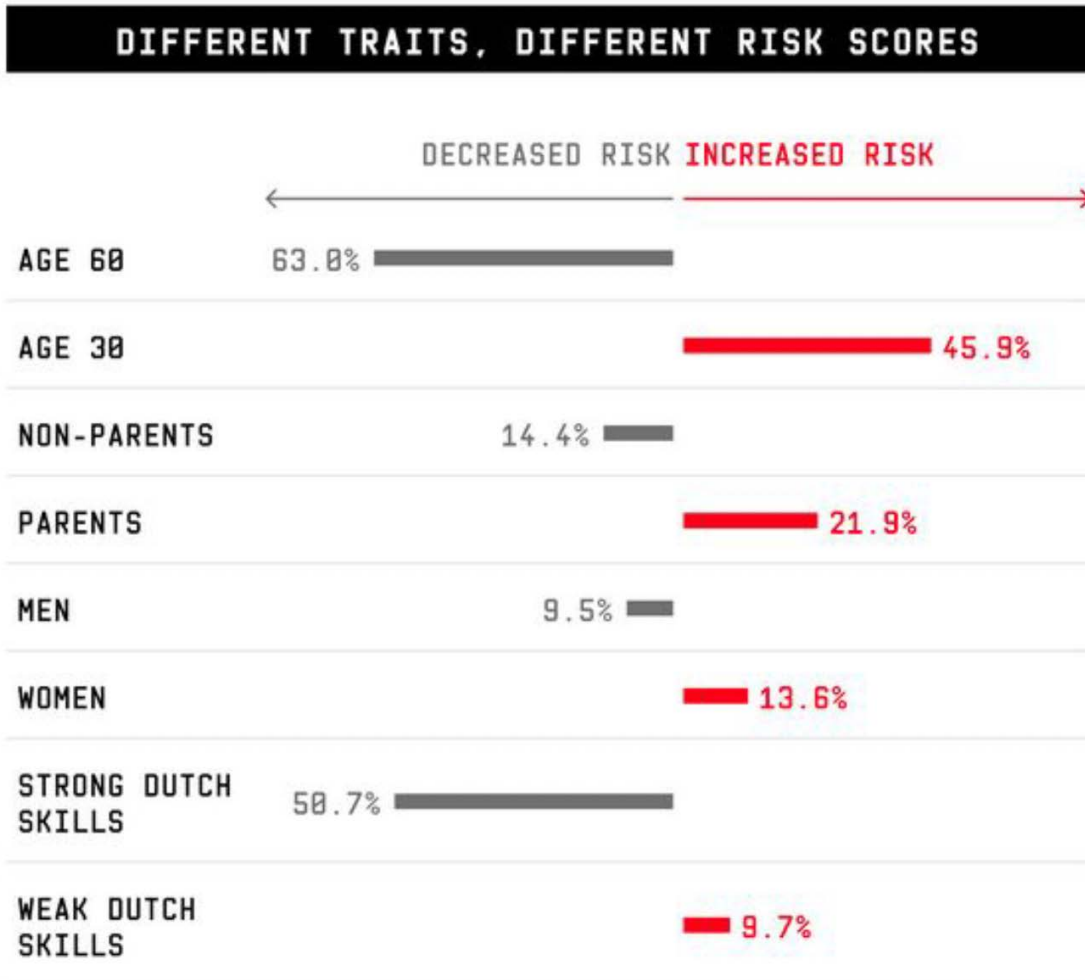 DIFFERENT TRAITS, DIFFERENT RISK SCORES
DECREASED RISK INCREASED RISK
AGE 60 63.0%
AGE 30 45.9%
NON-PARENTS 14.4%
PARENTS 21.9%
MEN 9.5%
WOMEN 13.6%
STRONG DUTCH
SKILLS 50.7%
WEAK DUTCH
SKILLS 9.7%